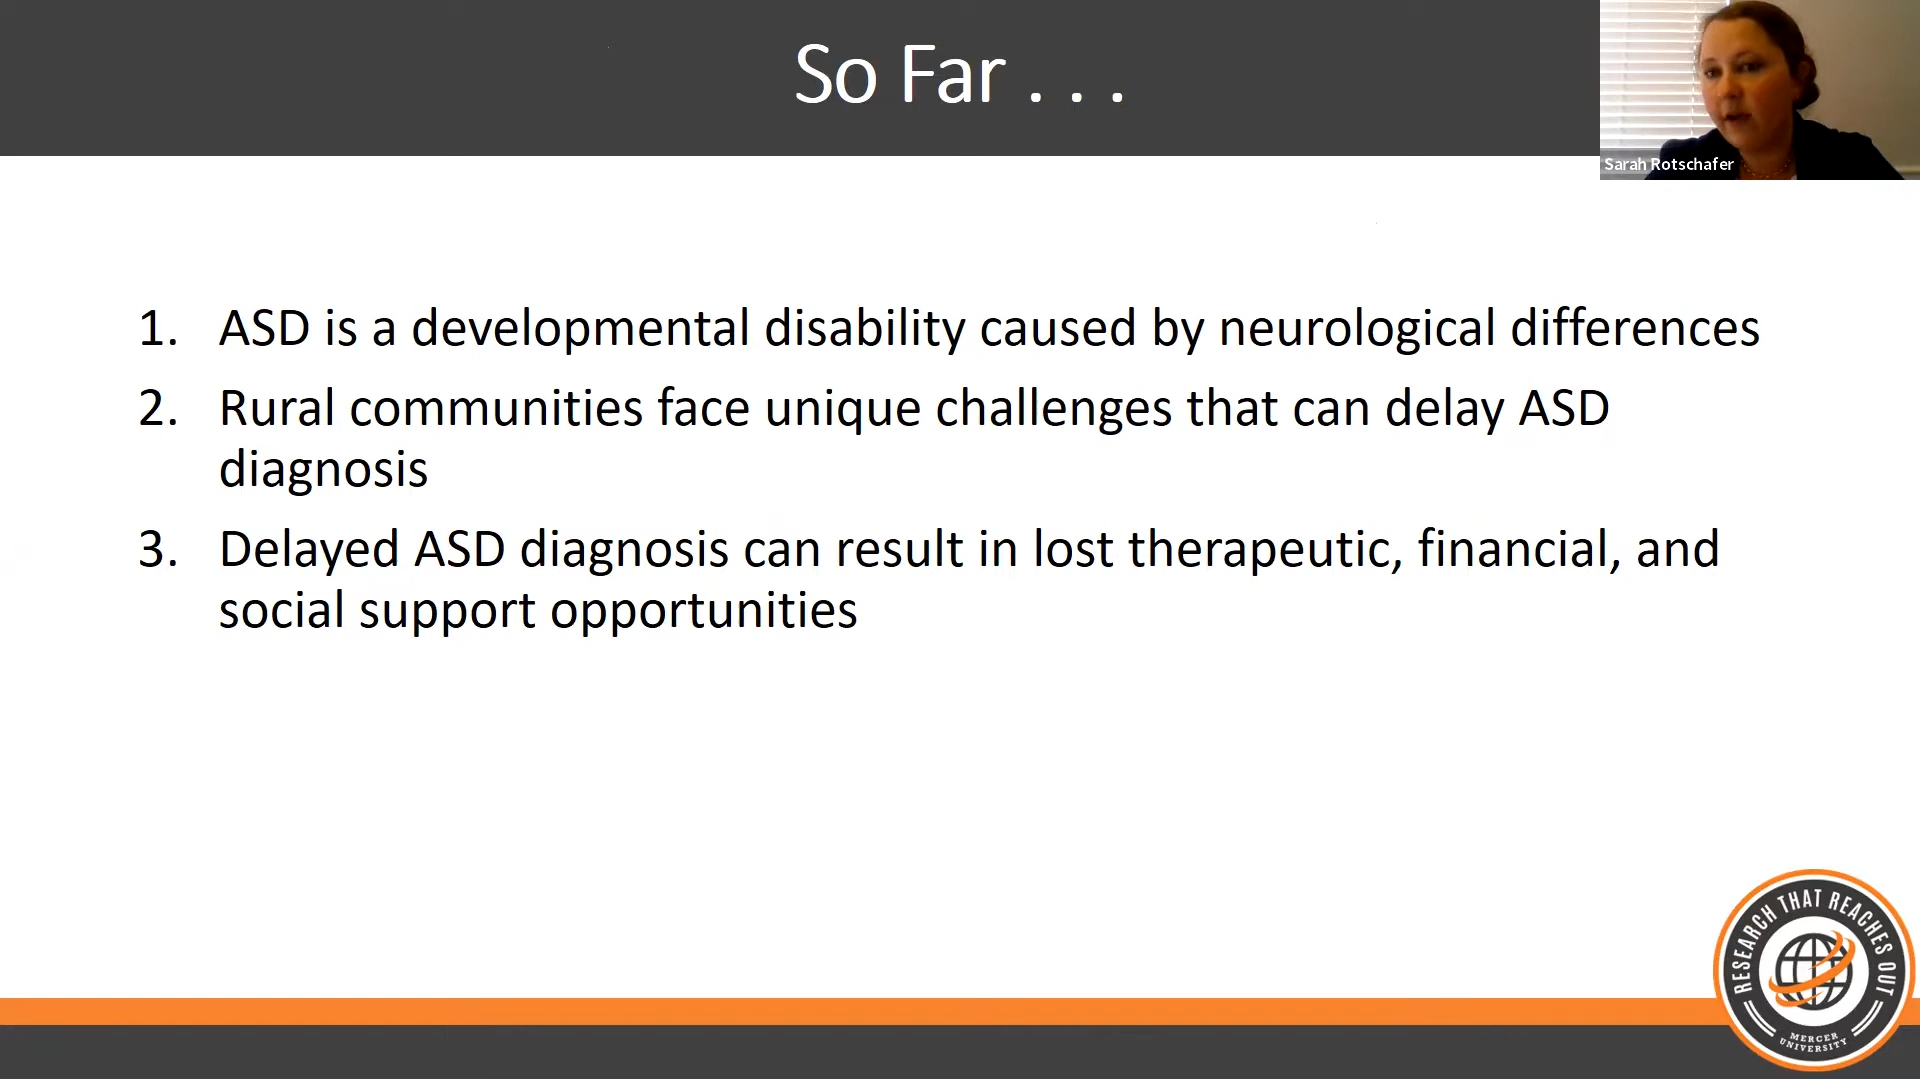 So Far . . .
Sarah Rotschafer
1. ASD is a developmental disability caused by neurological differences
2. Rural communities face unique challenges that can delay ASD
diagnosis
3. Delayed ASD diagnosis can result in lost therapeutic, financial, and
social support opportunities
RESEARCH THAT REACHES OUT
MERCER
UNIVERSITY